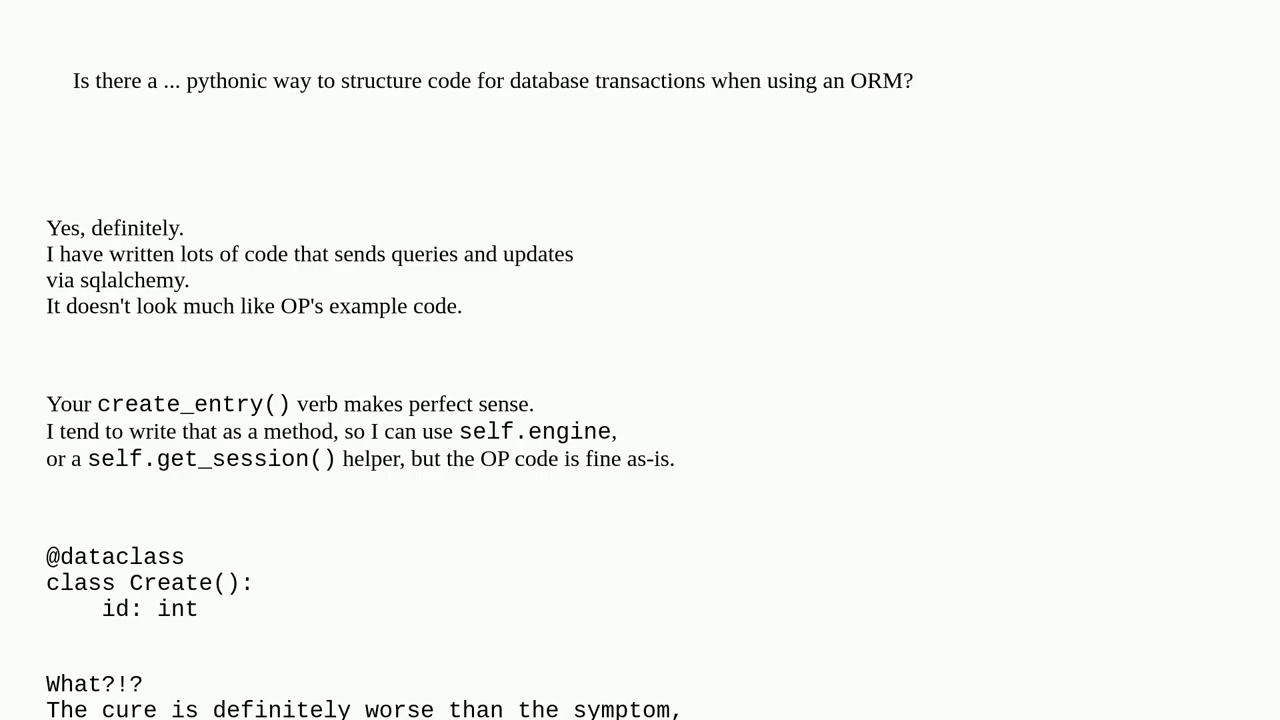 Is there a ... pythonic way to structure code for database transactions when using an ORM?
Yes, definitely.
I have written lots of code that sends queries and updates
via sqlalchemy.
It doesn't look much like OP's example code.
Your create_entry() verb makes perfect sense.
I tend to write that as a method, so I can use self.engine,
or a self.get_session() helper, but the OP code is fine as-is.
@dataclass
class Create():
    id: int
What?!?
The cure is definitely worse than the symptom,